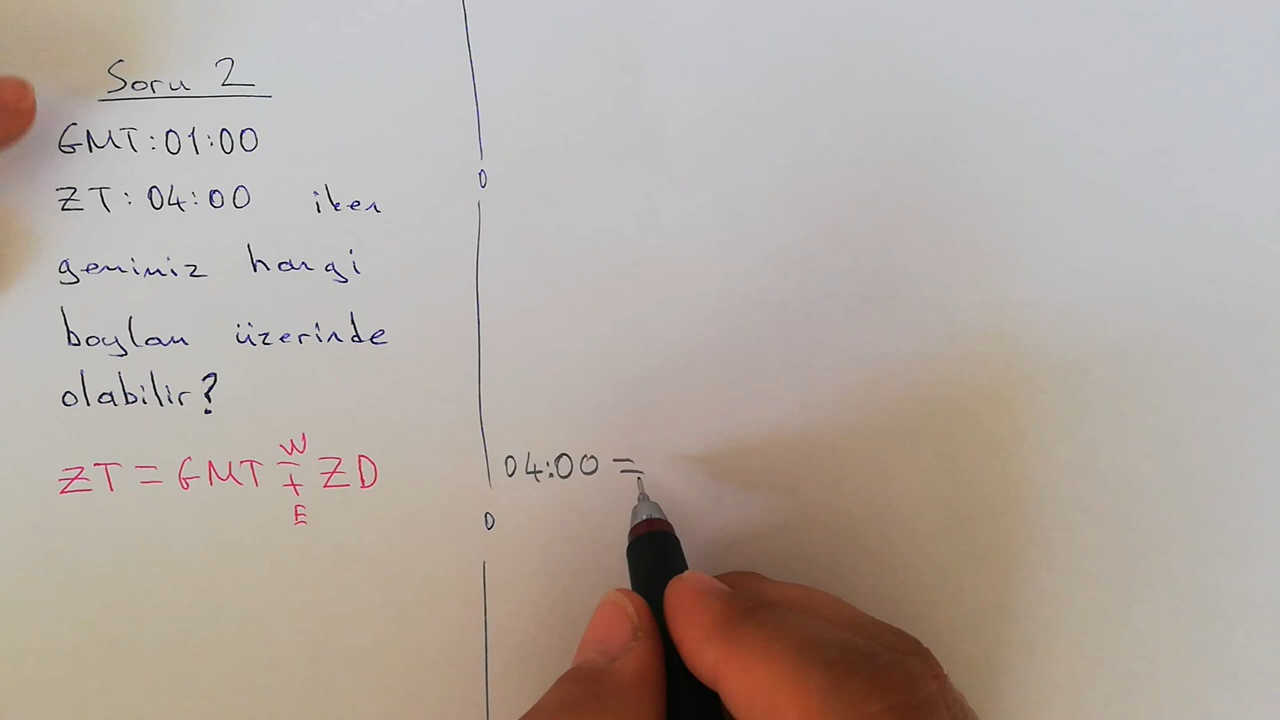 Soru 2
GMT:01:00
ZT:04:00 iken
geminiz hangi
boylam üzerinde
olabilir?
W
ZT = GMT ∓ ZD
E
0
04:00 =
0